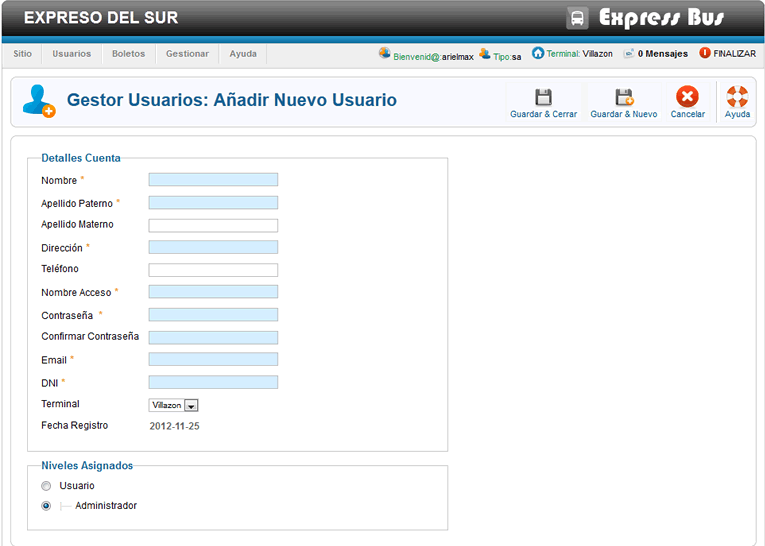 EXPRESO DEL SUR
Express Bus
Sitio Usuarios Boletos Gestionar Ayuda Bienvenid@:arielmax Tipo:sa Terminal: Villazon 0 Mensajes FINALIZAR
Gestor Usuarios: Añadir Nuevo Usuario
Guardar & Cerrar Guardar & Nuevo Cancelar Ayuda
Detalles Cuenta
Nombre *
Apellido Paterno *
Apellido Materno
Dirección *
Teléfono
Nombre Acceso *
Contraseña *
Confirmar Contraseña
Email *
DNI *
Terminal Villazon
Fecha Registro 2012-11-25
Niveles Asignados
Usuario
Administrador